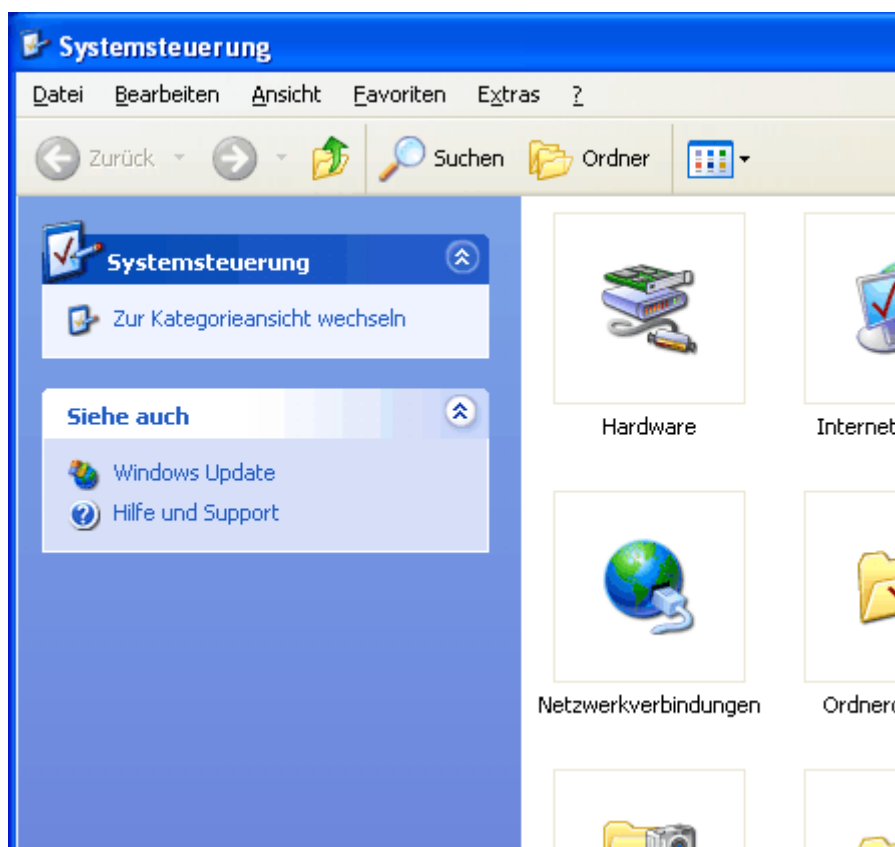 Systemsteuerung
Datei Bearbeiten Ansicht Favoriten Extras ?
Zurück Suchen Ordner
Systemsteuerung
Zur Kategorieansicht wechseln
Siehe auch
Windows Update
Hilfe und Support
Hardware Internet
Netzwerkverbindungen